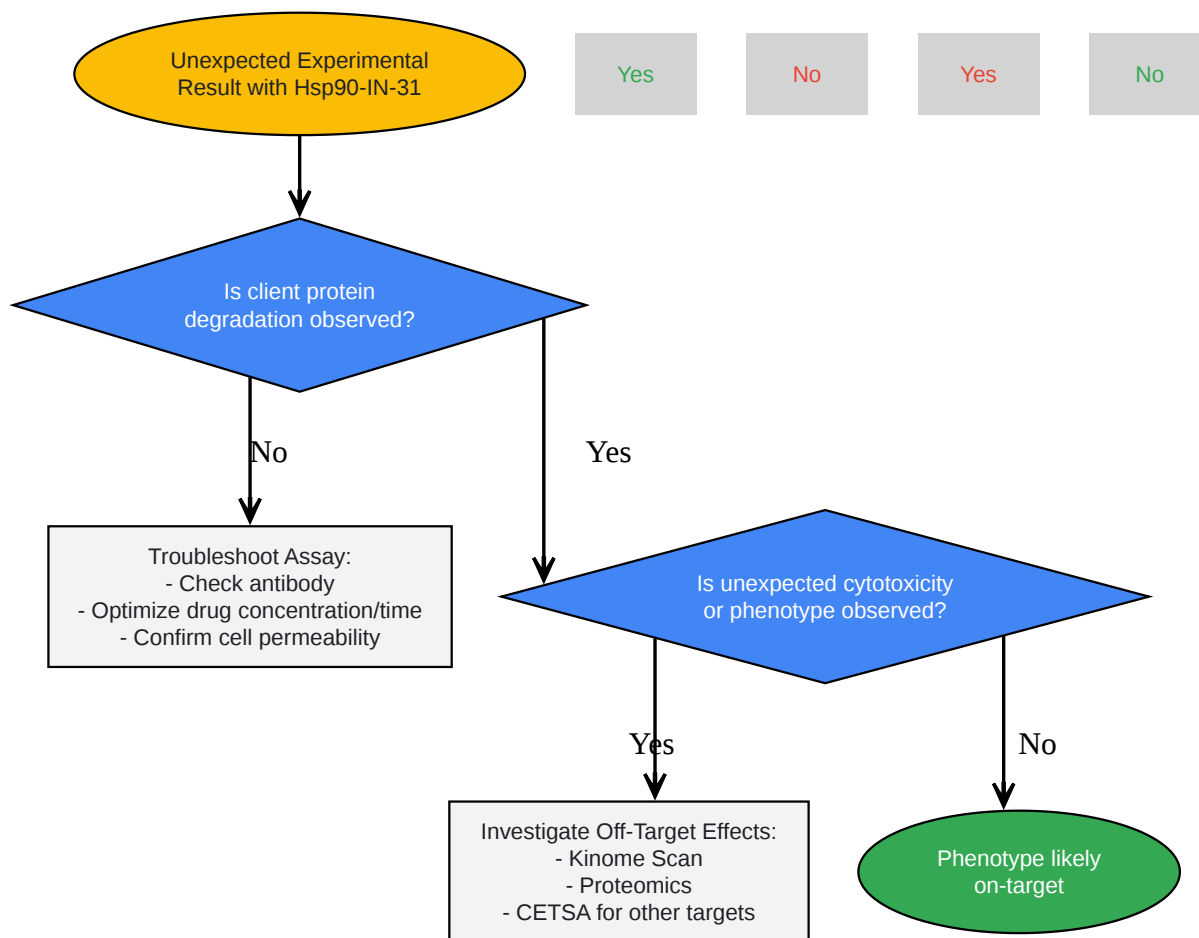 Unexpected Experimental
Result with Hsp90-IN-31
Yes
No
Yes
No
Is client protein
degradation observed?
No
Yes
Troubleshoot Assay:
- Check antibody
- Optimize drug concentration/time
- Confirm cell permeability
Is unexpected cytotoxicity
or phenotype observed?
Yes
No
Investigate Off-Target Effects:
- Kinome Scan
- Proteomics
- CETSA for other targets
Phenotype likely
on-target